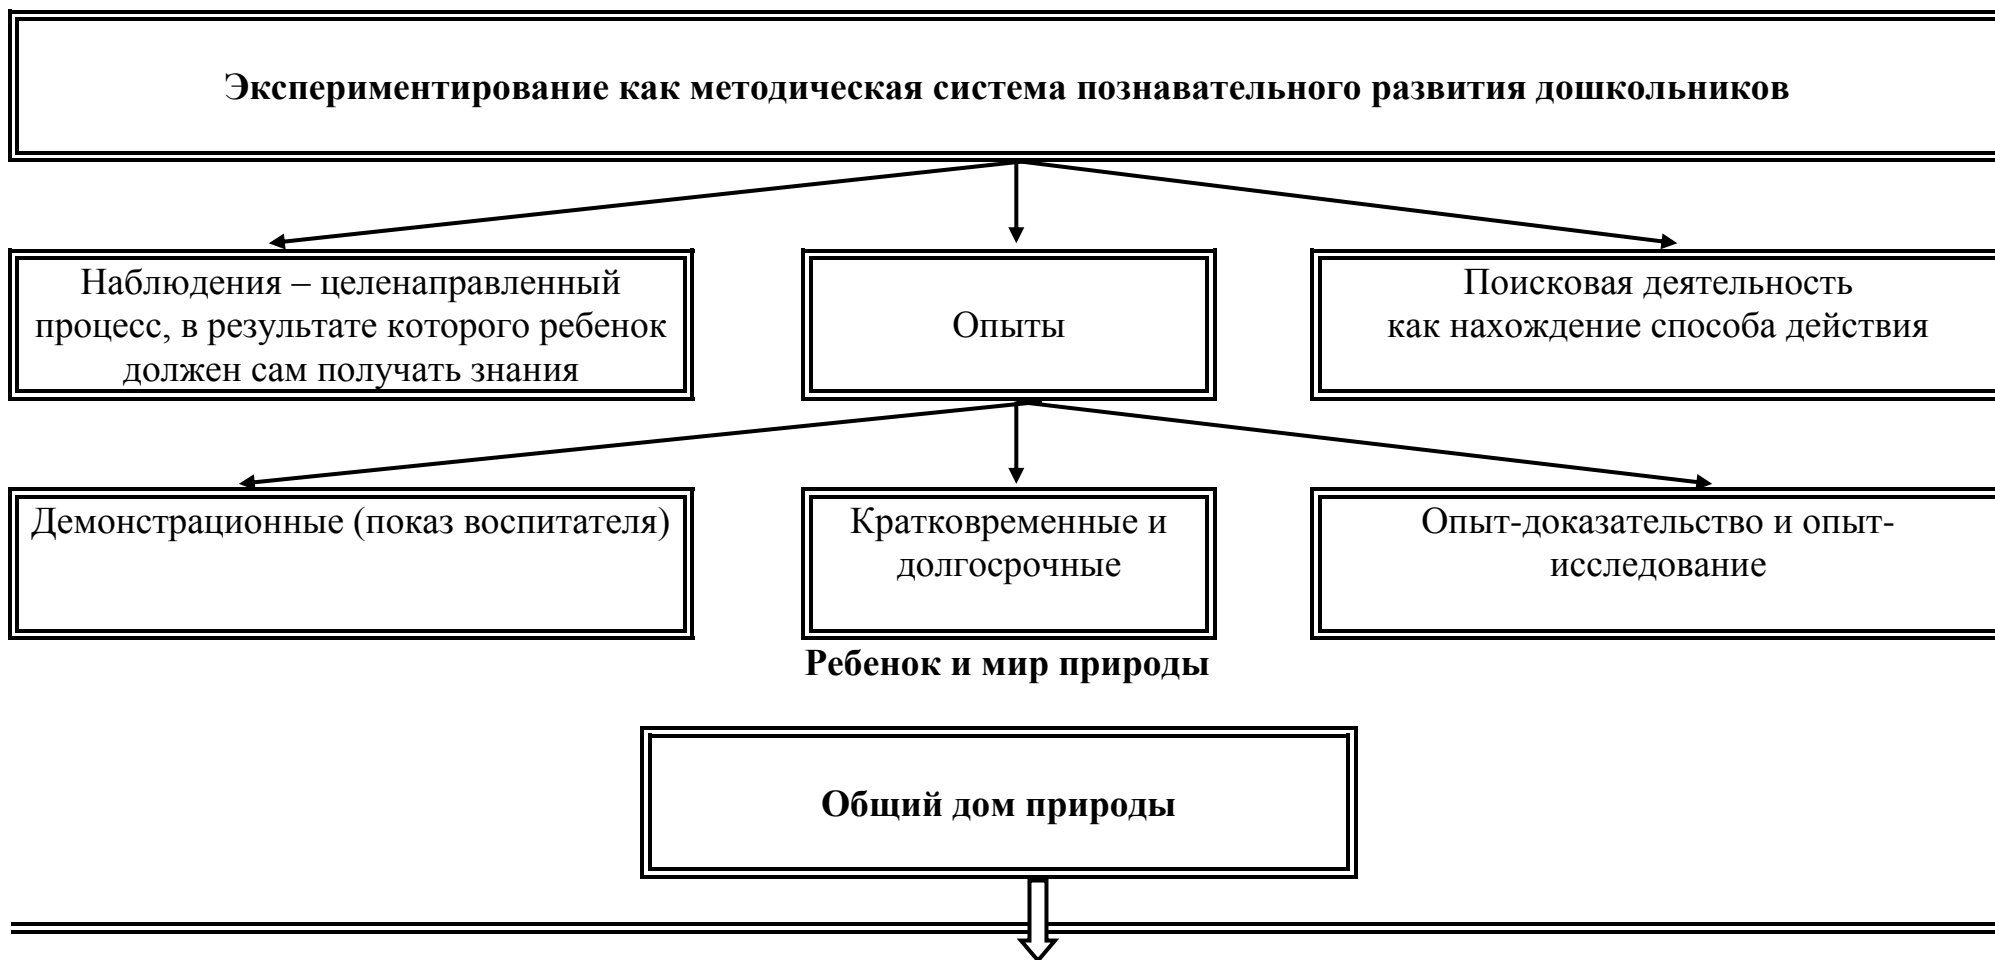 Экспериментирование как методическая система познавательного развития дошкольников
Наблюдения – целенаправленный
процесс, в результате которого ребенок
должен сам получать знания
Опыты
Поисковая деятельность
как нахождение способа действия
Демонстрационные (показ воспитателя)
Кратковременные и
долгосрочные
Опыт-доказательство и опыт-
исследование
Ребенок и мир природы
Общий дом природы